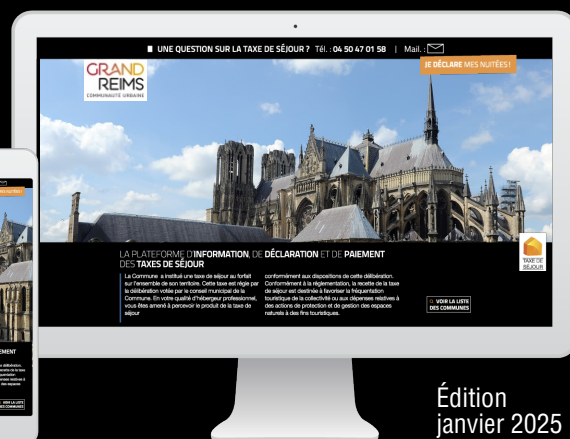 UNE QUESTION SUR LA TAXE DE SÉJOUR ? Tél. : 04 50 47 01 58 | Mail. :
JE DÉCLARE MES NUITÉES !
GRAND
REIMS
COMMUNAUTÉ URBAINE
LA PLATEFORME D'INFORMATION, DE DÉCLARATION ET DE PAIEMENT
DES TAXES DE SÉJOUR
La Commune a institué une taxe de séjour au forfait
sur l'ensemble de son territoire. Cette taxe est régie par
la délibération votée par le conseil municipal de la
Commune. En votre qualité d'hébergeur professionnel,
vous êtes amené à percevoir le produit de la taxe de
séjour
conformément aux dispositions de cette délibération.
Conformément à la réglementation, la recette de la taxe
de séjour est destinée à favoriser la fréquentation
touristique de la collectivité ou aux dépenses relatives à
des actions de protection et de gestion des espaces
naturels à des fins touristiques.
TAXE DE
SÉJOUR
VOIR LA LISTE
DES COMMUNES
EMENT
VOIR LA LISTE
DES COMMUNES
Édition
janvier 2025